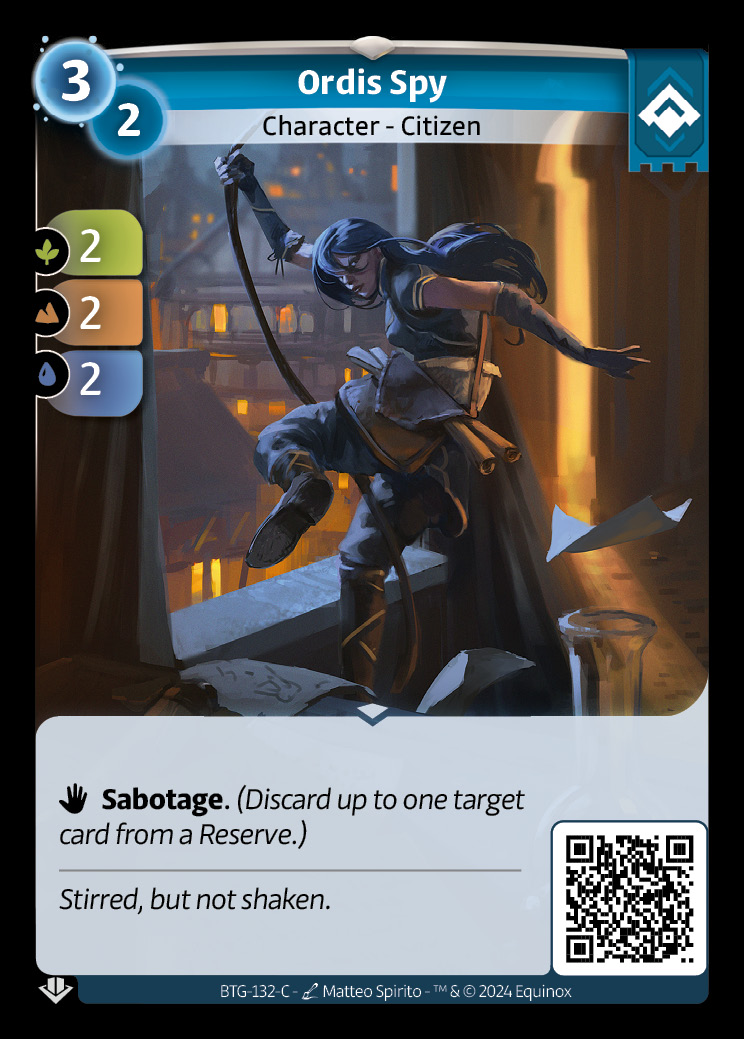 3
Ordis Spy
2
Character - Citizen
2
2
2
Sabotage. (Discard up to one target
card from a Reserve.)
Stirred, but not shaken.
BTG-132-C - Matteo Spirito - ™ & © 2024 Equinox